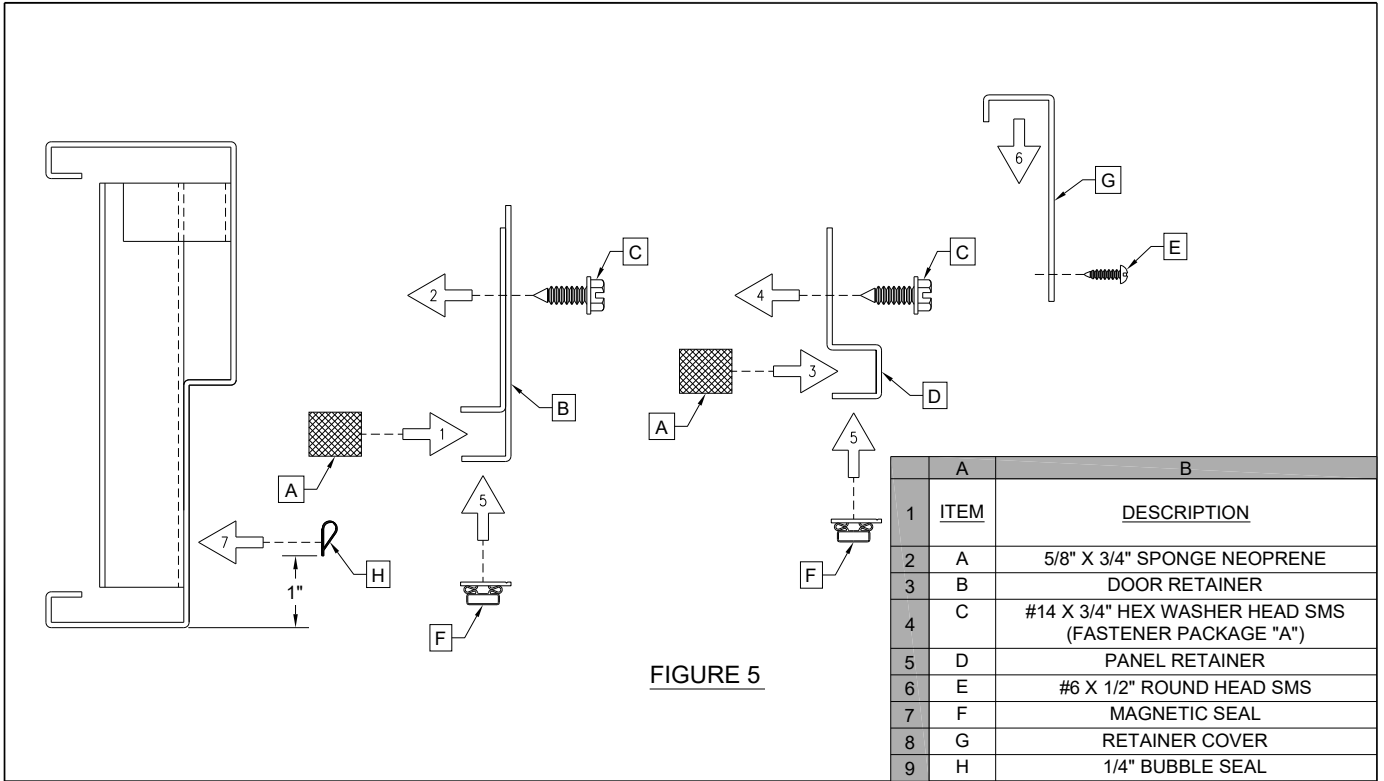 6
G
C
C
E
2
4
3
B
D
A
1
A
5
5
7
H
1"
F
F
FIGURE 5
A B
1 ITEM DESCRIPTION
2 A 5/8" X 3/4" SPONGE NEOPRENE
3 B DOOR RETAINER
4 C #14 X 3/4" HEX WASHER HEAD SMS
(FASTENER PACKAGE "A")
5 D PANEL RETAINER
6 E #6 X 1/2" ROUND HEAD SMS
7 F MAGNETIC SEAL
8 G RETAINER COVER
9 H 1/4" BUBBLE SEAL